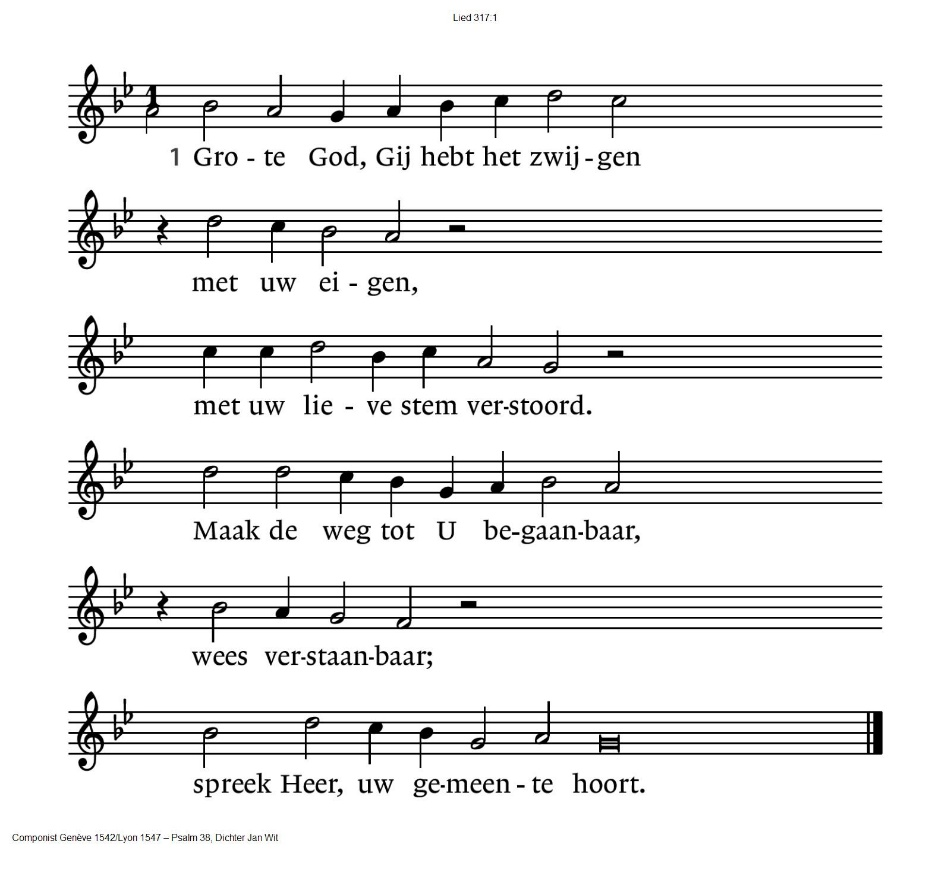 Lied 317:1
1
1 Gro - te God, Gij hebt het zwij - gen
met uw ei - gen,
met uw lie - ve stem ver-stoord.
Maak de weg tot U be-gaan-baar,
wees ver-staan-baar;
spreek Heer, uw ge-meen - te hoort.
Componist Genève 1542/Lyon 1547 – Psalm 38, Dichter Jan Wit